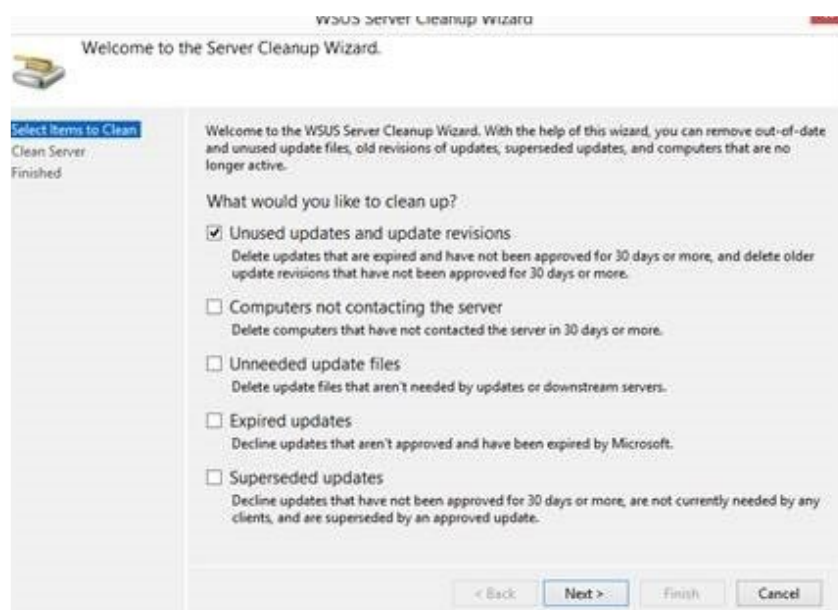 WSUS Server Cleanup Wizard
Welcome to the Server Cleanup Wizard.
Select Items to Clean
Clean Server
Finished
Welcome to the WSUS Server Cleanup Wizard. With the help of this wizard, you can remove out-of-date
and unused update files, old revisions of updates, superseded updates, and computers that are no
longer active.
What would you like to clean up?
Unused updates and update revisions
Delete updates that are expired and have not been approved for 30 days or more, and delete older
update revisions that have not been approved for 30 days or more.
Computers not contacting the server
Delete computers that have not contacted the server in 30 days or more.
Unneeded update files
Delete update files that aren't needed by updates or downstream servers.
Expired updates
Decline updates that aren't approved and have been expired by Microsoft.
Superseded updates
Decline updates that have not been approved for 30 days or more, are not currently needed by any
clients, and are superseded by an approved update.
< Back Next > Finish Cancel